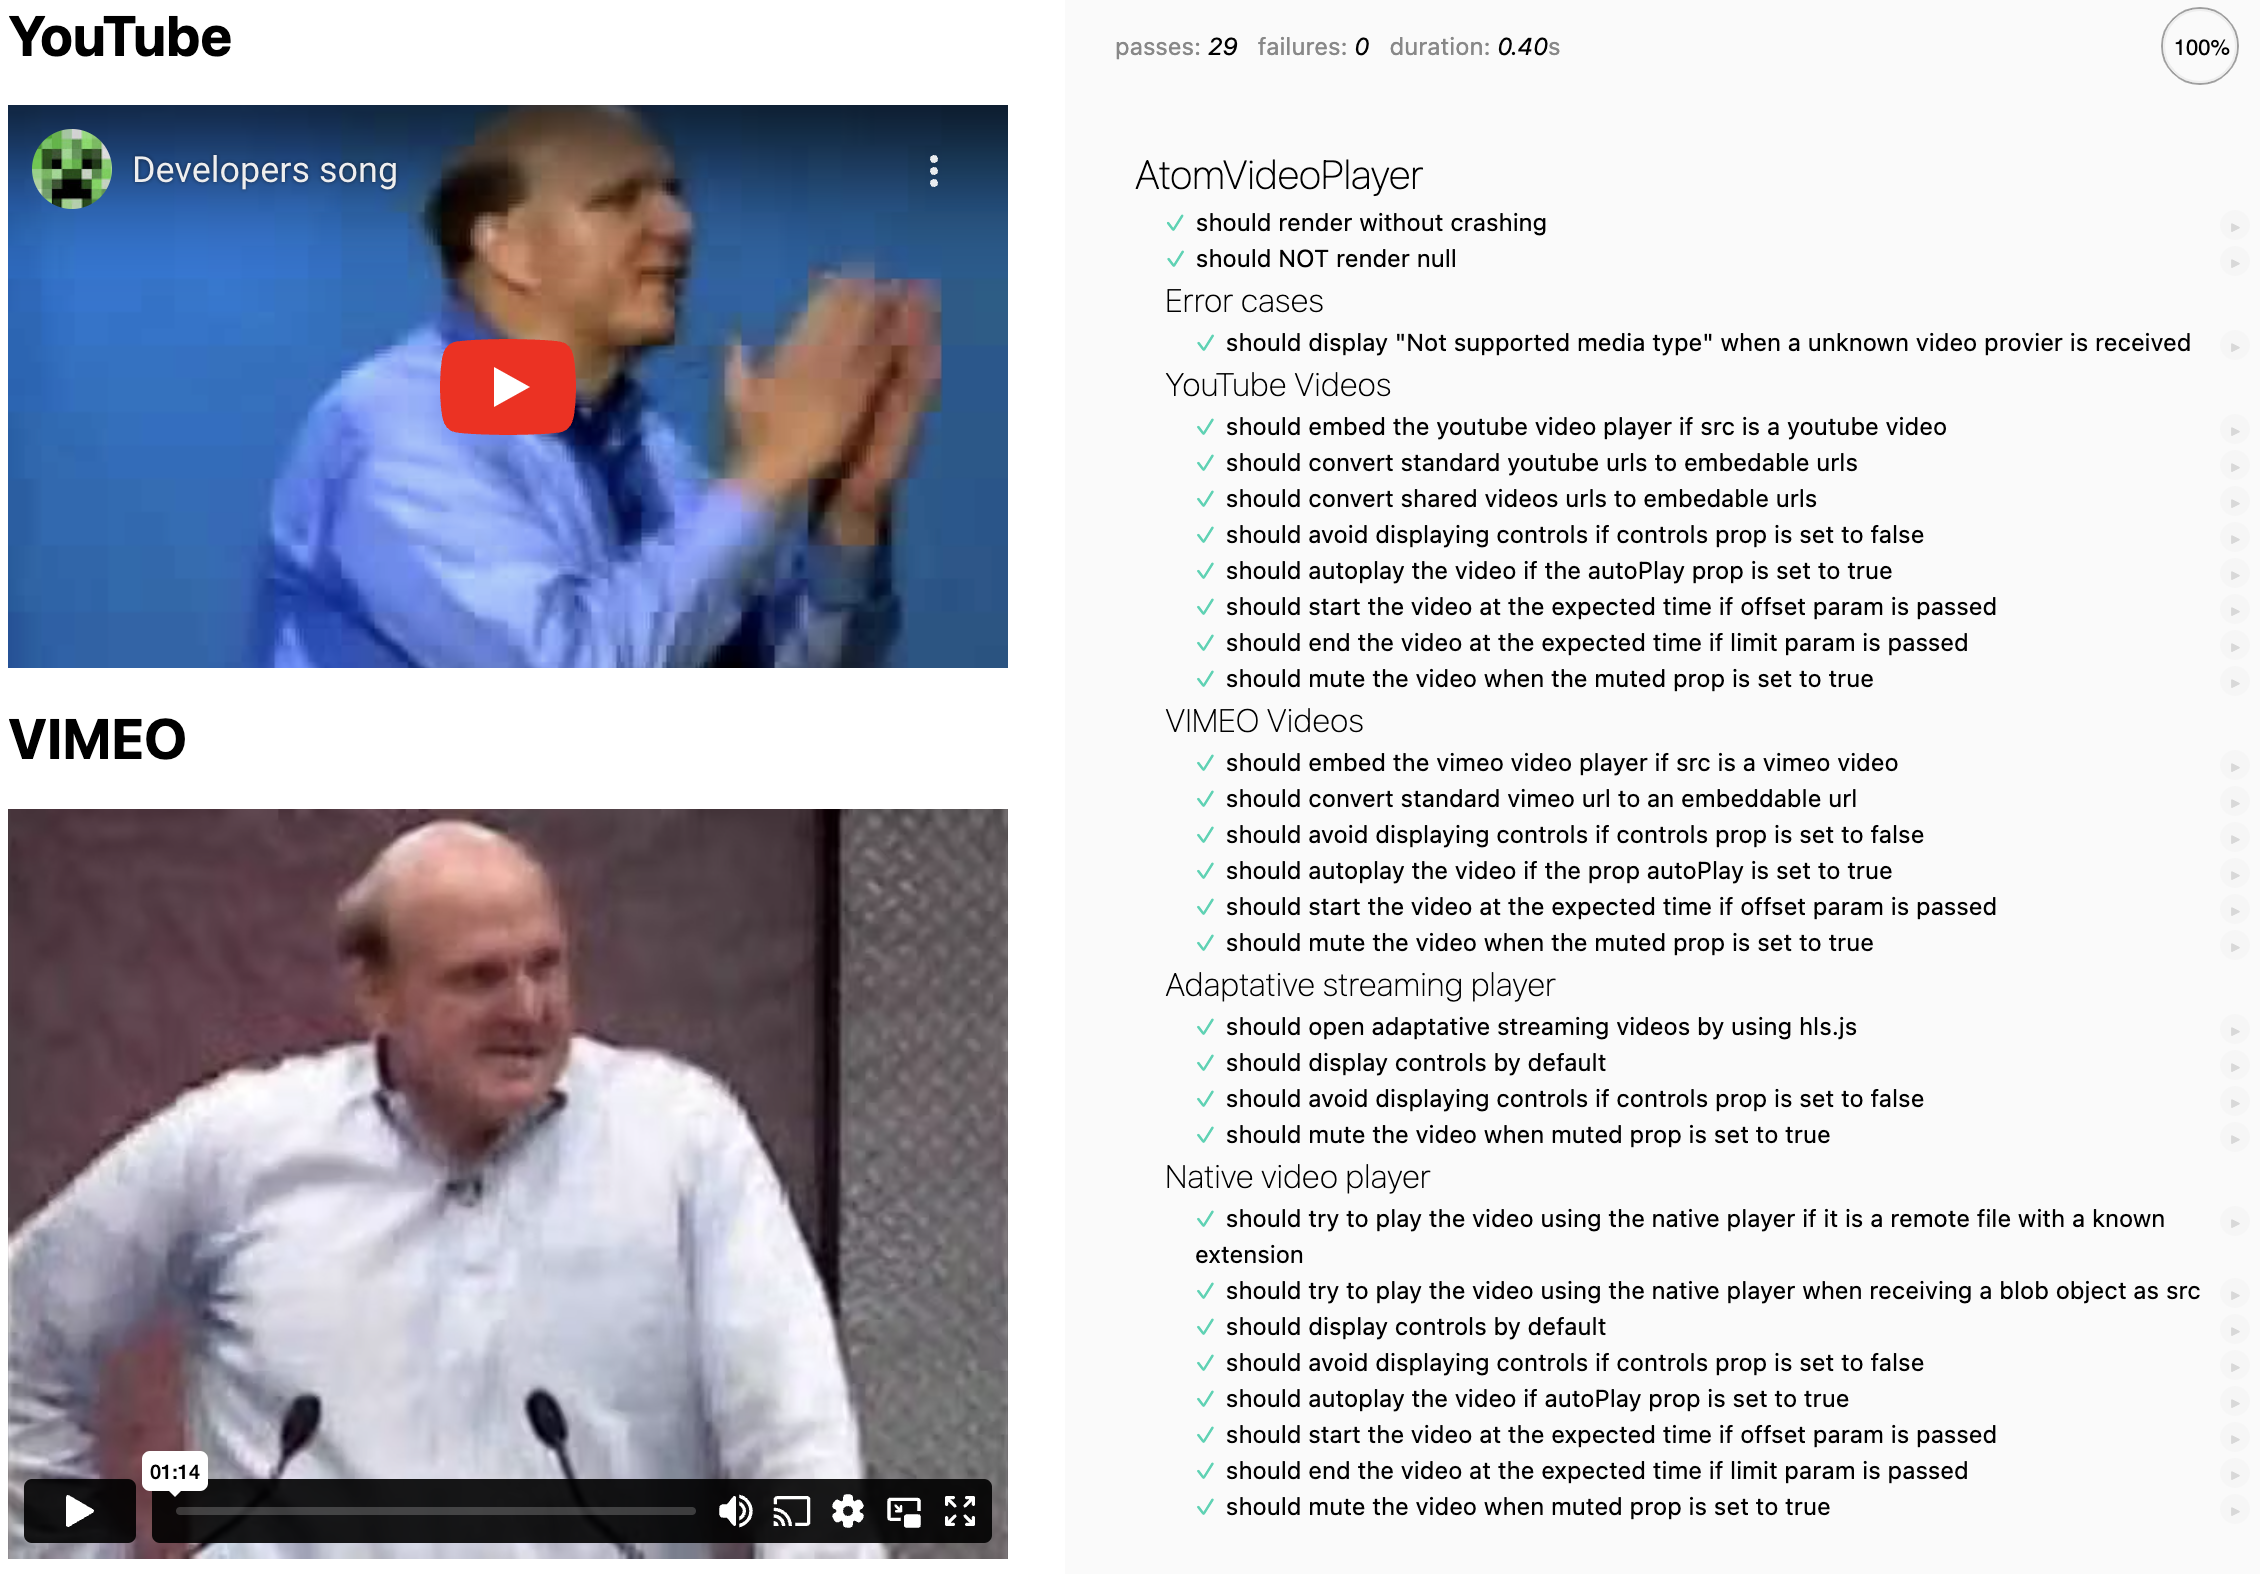 YouTube
Developers song
VIMEO
01:14
passes: 29 failures: 0 duration: 0.40s
100%
AtomVideoPlayer
should render without crashing
should NOT render null
Error cases
should display "Not supported media type" when a unknown video provier is received
YouTube Videos
should embed the youtube video player if src is a youtube video
should convert standard youtube urls to embedable urls
should convert shared videos urls to embedable urls
should avoid displaying controls if controls prop is set to false
should autoplay the video if the autoPlay prop is set to true
should start the video at the expected time if offset param is passed
should end the video at the expected time if limit param is passed
should mute the video when the muted prop is set to true
VIMEO Videos
should embed the vimeo video player if src is a vimeo video
should convert standard vimeo url to an embeddable url
should avoid displaying controls if controls prop is set to false
should autoplay the video if the prop autoPlay is set to true
should start the video at the expected time if offset param is passed
should mute the video when the muted prop is set to true
Adaptative streaming player
should open adaptative streaming videos by using hls.js
should display controls by default
should avoid displaying controls if controls prop is set to false
should mute the video when muted prop is set to true
Native video player
should try to play the video using the native player if it is a remote file with a known
extension
should try to play the video using the native player when receiving a blob object as src
should display controls by default
should avoid displaying controls if controls prop is set to false
should autoplay the video if autoPlay prop is set to true
should start the video at the expected time if offset param is passed
should end the video at the expected time if limit param is passed
should mute the video when muted prop is set to true